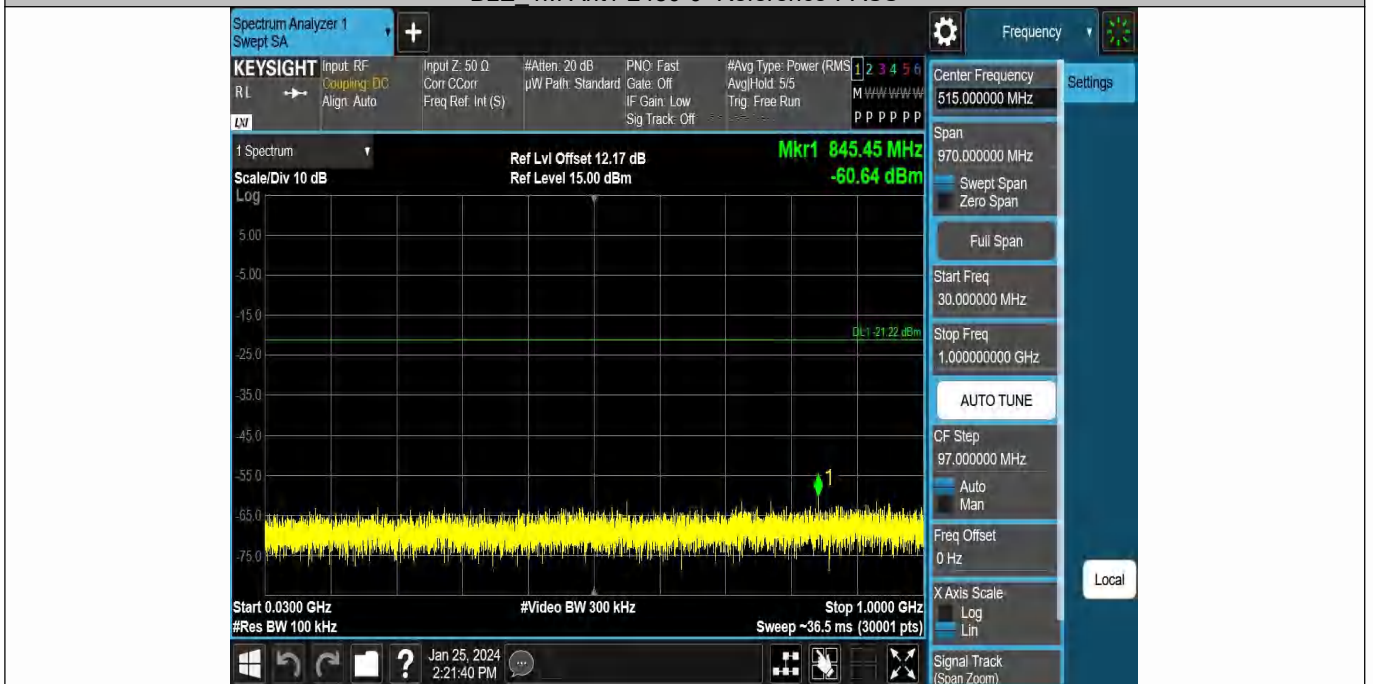 Spectrum Analyzer 1
Swept SA
+
Frequency
KEYSIGHT
RL
LXI
Input: RF
Coupling: DC
Align: Auto
Input Z: 50 Ω
Corr CCorr
Freq Ref: Int (S)
#Atten: 20 dB
µW Path: Standard
PNO: Fast
Gate: Off
IF Gain: Low
Sig Track: Off
#Avg Type: Power (RMS
Avg|Hold: 5/5
Trig: Free Run
1 2 3 4 5 6
M W W W W W
P P P P P P
Center Frequency
515.000000 MHz
Settings
Span
970.000000 MHz
Swept Span
Zero Span
Full Span
Start Freq
30.000000 MHz
Stop Freq
1.000000000 GHz
AUTO TUNE
CF Step
97.000000 MHz
Auto
Man
Freq Offset
0 Hz
X Axis Scale
Log
Lin
Signal Track
(Span Zoom)
Local
1 Spectrum
Scale/Div 10 dB
Ref Lvl Offset 12.17 dB
Ref Level 15.00 dBm
Mkr1 845.45 MHz
-60.64 dBm
Log
5.00
-5.00
-15.0
DL1 -21.22 dBm
-25.0
-35.0
-45.0
-55.0
1
-65.0
-75.0
Start 0.0300 GHz
#Res BW 100 kHz
#Video BW 300 kHz
Stop 1.0000 GHz
Sweep ~36.5 ms (30001 pts)
?
Jan 25, 2024
2:21:40 PM